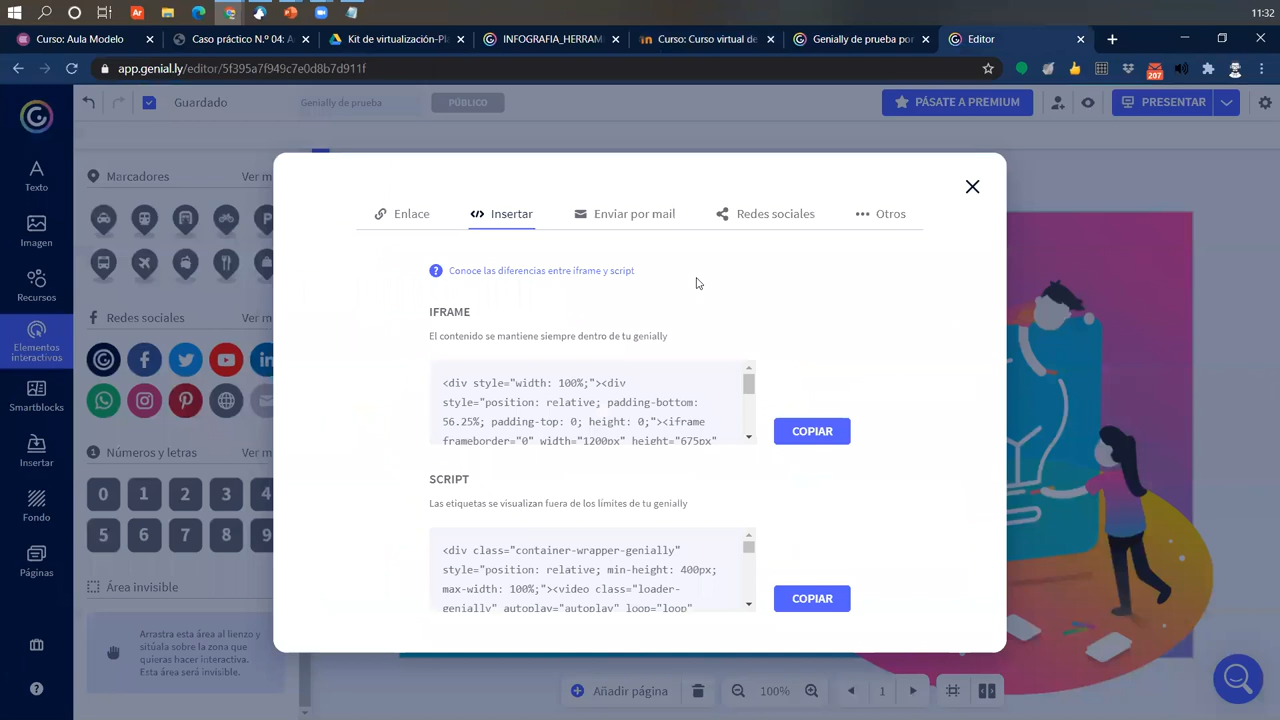 11:32
Curso: Aula Modelo
Caso práctico N.º 04: A
Kit de virtualización-Pl
INFOGRAFIA_HERRAM
Curso: Curso virtual de
Genially de prueba por
Editor
app.genial.ly/editor/5f395a7f949c7e0d8b7d911f
207
Guardado
Genially de prueba
PÚBLICO
PÁSATE A PREMIUM
PRESENTAR
Texto
Imagen
Recursos
Elementos
interactivos
Smartblocks
Insertar
Fondo
Páginas
Marcadores
Ver m
Redes sociales
Ver m
1 Números y letras
Ver m
0 1 2 3 4
5 6 7 8 9
Área invisible
Arrastra esta área al lienzo y
sitúala sobre la zona que
quieras hacer interactiva.
Esta área será invisible.
Enlace
Insertar
Enviar por mail
Redes sociales
Otros
Conoce las diferencias entre iframe y script
IFRAME
El contenido se mantiene siempre dentro de tu genially
<div style="width: 100%;"><div
style="position: relative; padding-bottom:
56.25%; padding-top: 0; height: 0;"><iframe
frameborder="0" width="1200px" height="675px"
COPIAR
SCRIPT
Las etiquetas se visualizan fuera de los límites de tu genially
<div class="container-wrapper-genially"
style="position: relative; min-height: 400px;
max-width: 100%;"><video class="loader-
genially" autoplay="autoplay" loop="loop"
COPIAR
Añadir página
100%
1